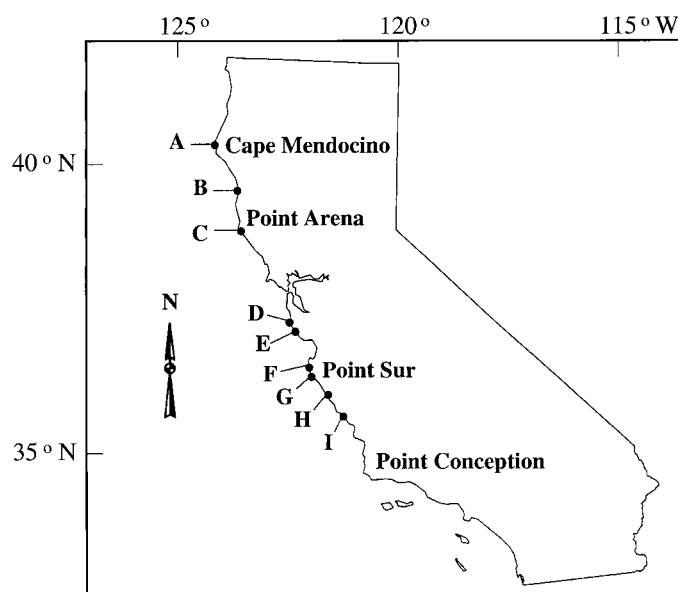 125 º 120 º 115 º W
A Cape Mendocino
40 º N
B
Point Arena
C
N
D
E
F Point Sur
G
H
I
35 º N
Point Conception